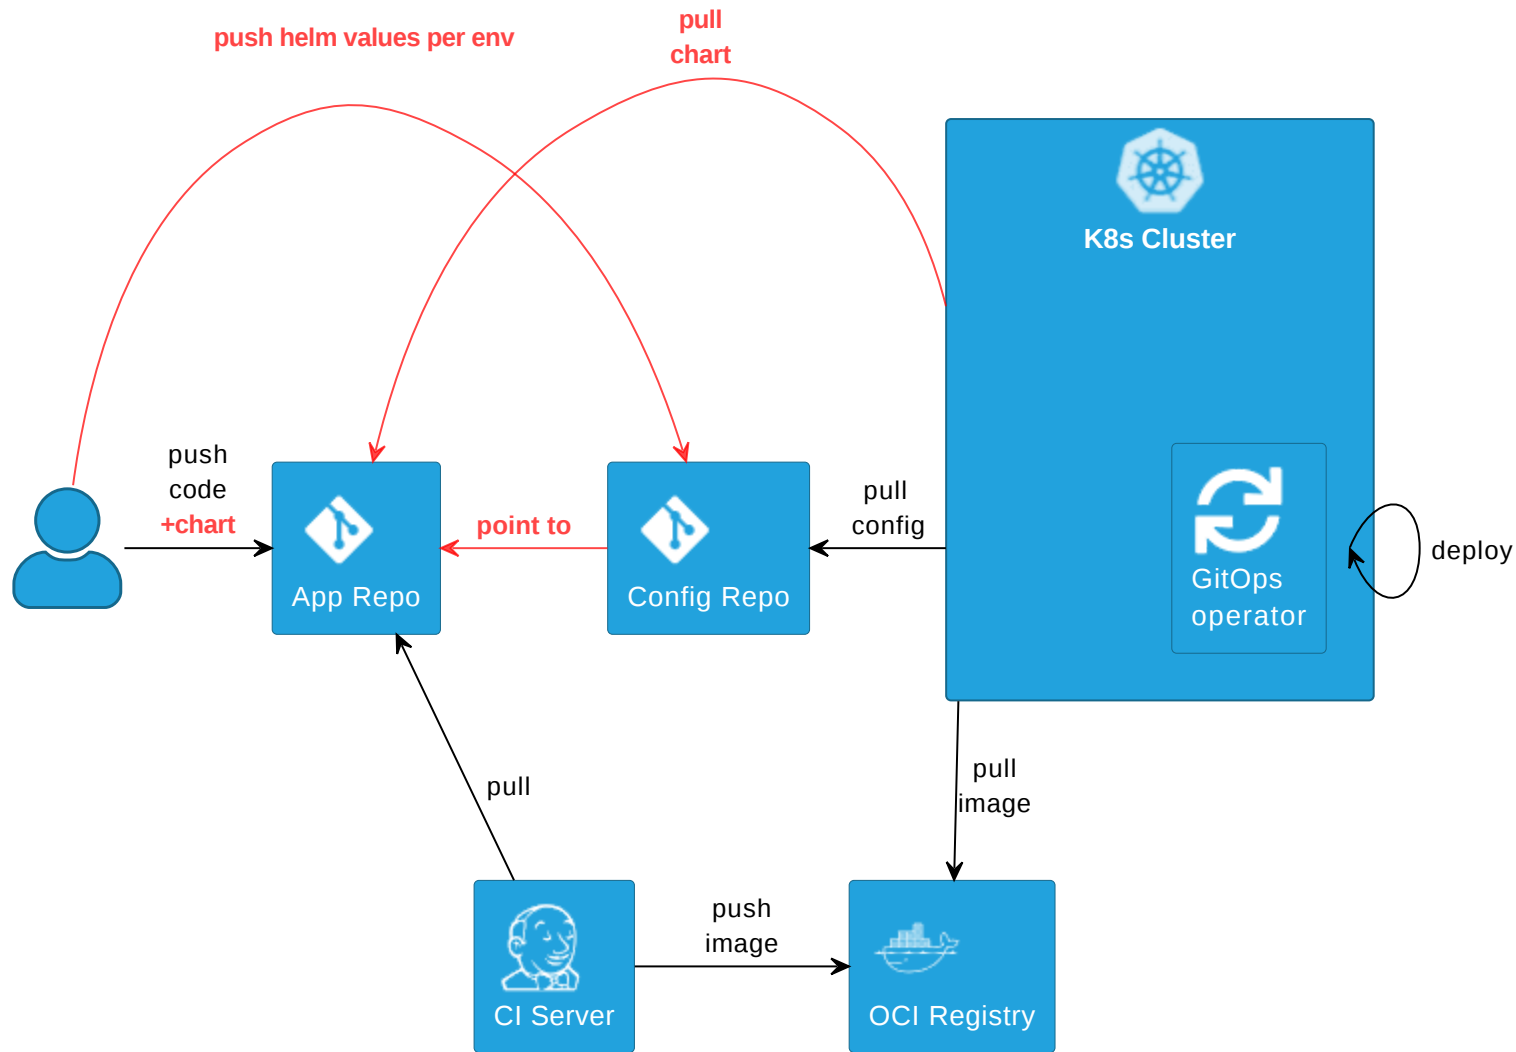 push helm values per env
pull
chart
K8s Cluster
push
code
+chart
point to
pull
config
App Repo
Config Repo
GitOps
operator
deploy
pull
pull
image
push
image
CI Server
OCI Registry